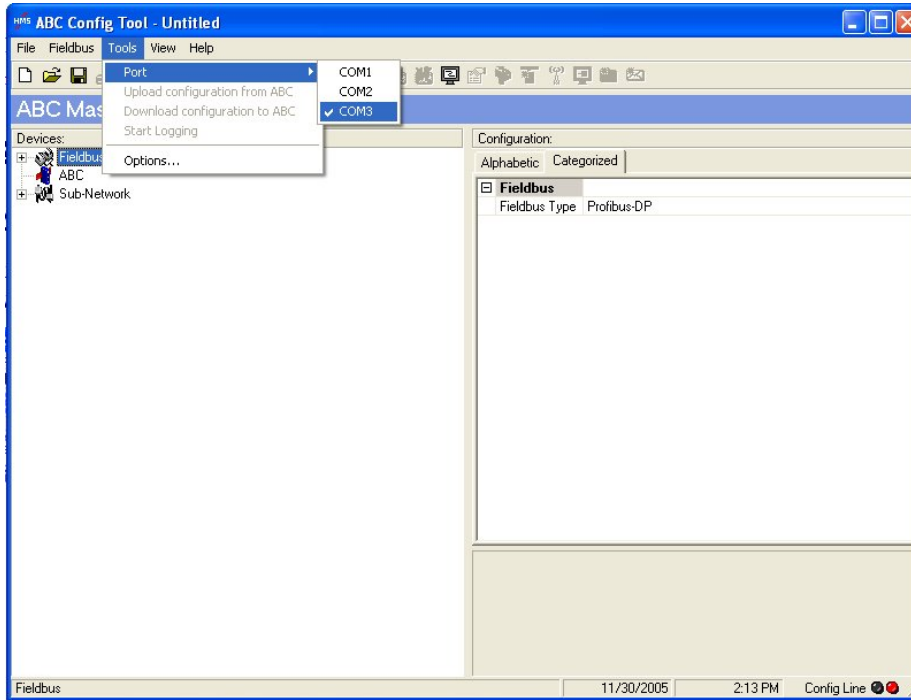 HMS ABC Config Tool - Untitled
File Fieldbus Tools View Help
Port
COM1
Upload configuration from ABC
COM2
Download configuration to ABC
COM3
Start Logging
Options...
ABC Mas
Devices:
Fieldbus
ABC
Sub-Network
Configuration:
Alphabetic Categorized
Fieldbus
Fieldbus Type Profibus-DP
Fieldbus 11/30/2005 2:13 PM Config Line